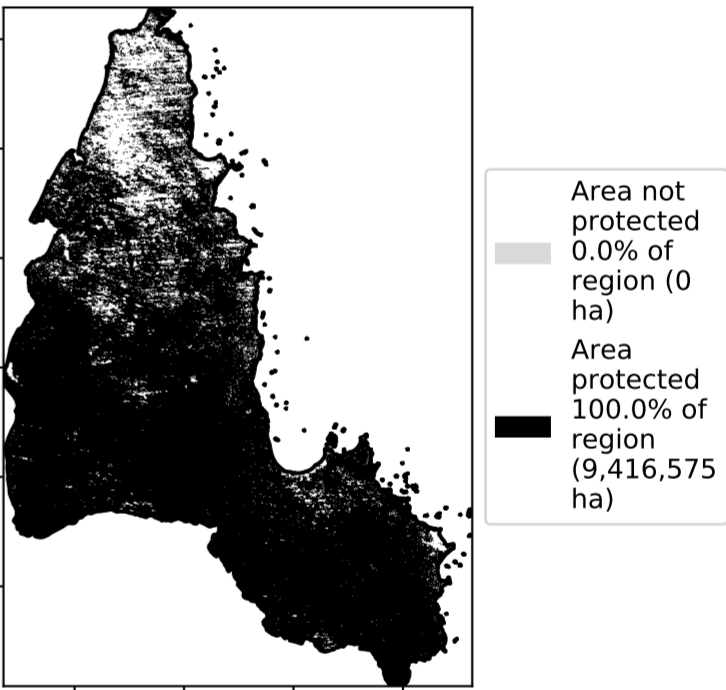 Area not
protected
0.0% of
region (0
ha)
Area
protected
100.0% of
region
(9,416,575
ha)